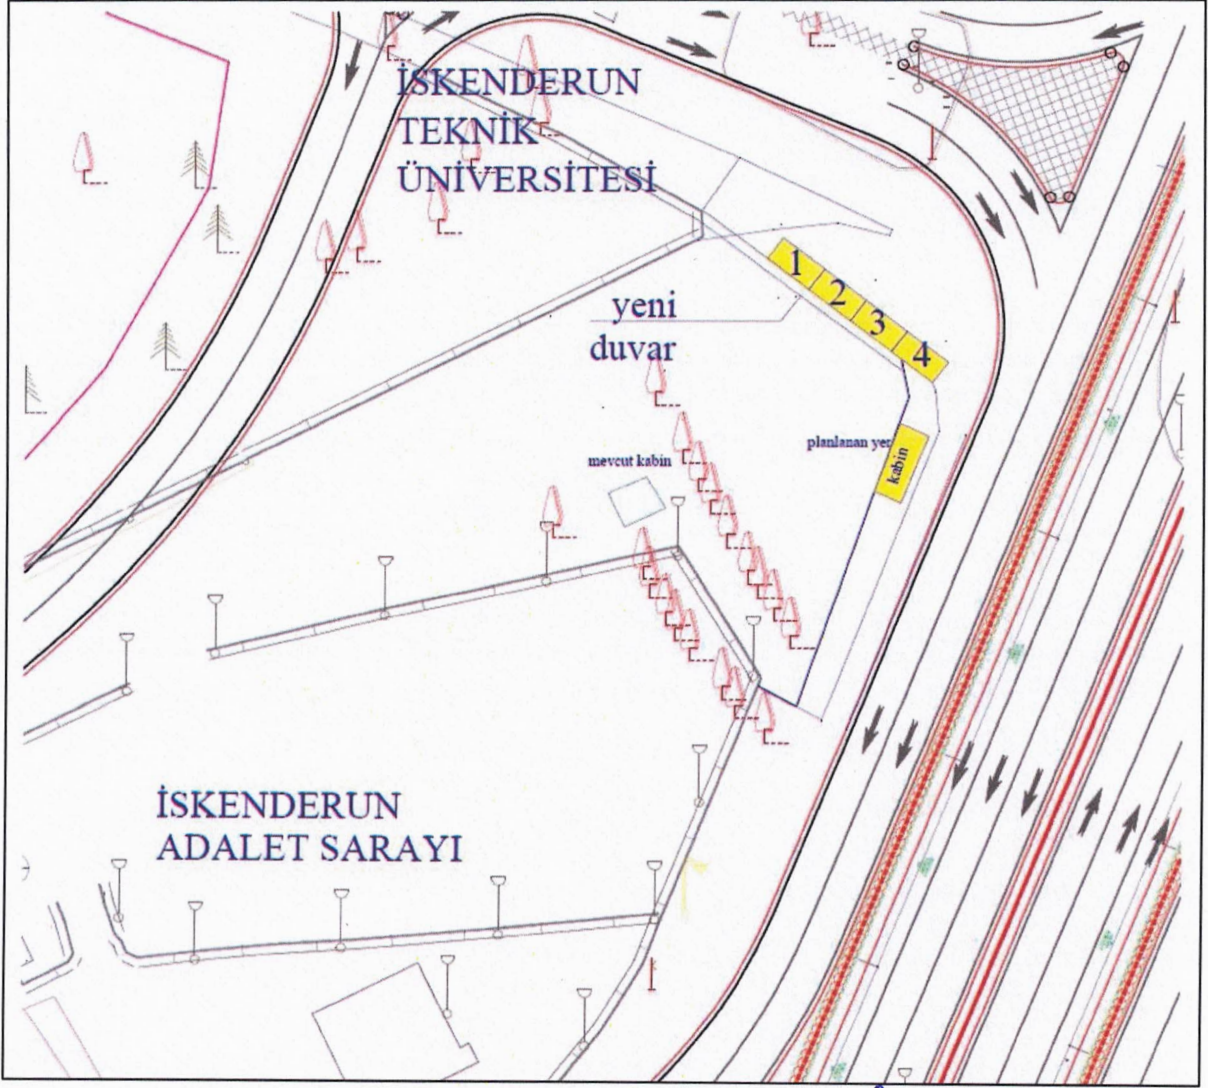 İSKENDERUN
TEKNİK
ÜNİVERSİTESİ
1
2
3
4
yeni
duvar
planlanan yer
kabin
mevcut kabin
İSKENDERUN
ADALET SARAYI